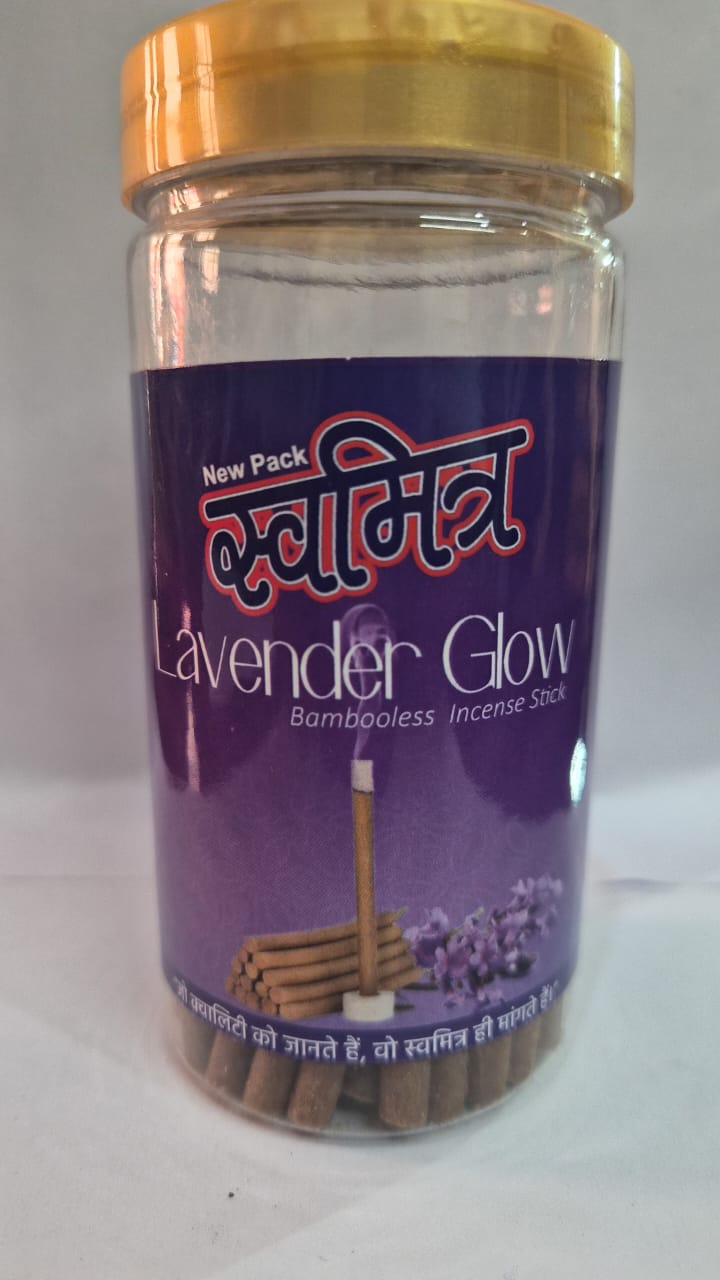 New Pack
स्वमित्र
Lavender Glow
Bambooless Incense Stick
"जो क्वालिटी को जानते हैं, वो स्वमित्र ही मांगते हैं।"